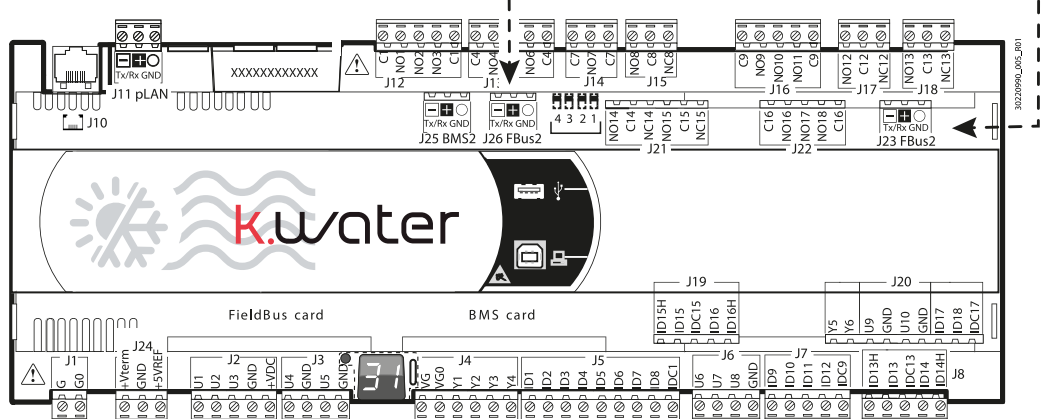 C1 NO1 NO2 NO3 C1
C4 NO4 NO6 C4
C7 NO7 C7
NO8 C8 NC8
C9 NO9 NO10 NO11 C9
NO12 C12 NC12
NO13 C13 NC13
J12
J14
J15
J16
J17
J18
XXXXXXXXXXXX
Tx/Rx GND
J11 pLAN
J10
Tx/Rx GND
J25 BMS2
Tx/Rx GND
J26 FBus2
4 3 2 1
NO14 C14 NC14 NO15 C15 NC15
J21
C16 NO16 NO17 NO18 C16
J22
Tx/Rx GND
J23 FBus2
30220990_005_R01
k.water
J19
ID15H ID15 IDC15 ID16 ID16H
J20
Y5 Y6 U9 GND U10 GND ID17 ID18 IDC17
FieldBus card
BMS card
J1
G G0
J24
+Vterm GND +5VREF
J2
U1 U2 U3 GND +VDC
J3
U4 GND U5 GND
31
J4
VG VG0 Y1 Y2 Y3 Y4
J5
ID1 ID2 ID3 ID4 ID5 ID6 ID7 ID8 IDC1
J6
U6 U7 U8 GND
J7
ID9 ID10 ID11 ID12 IDC9
ID13H ID13 IDC13 ID14 ID14H
J8